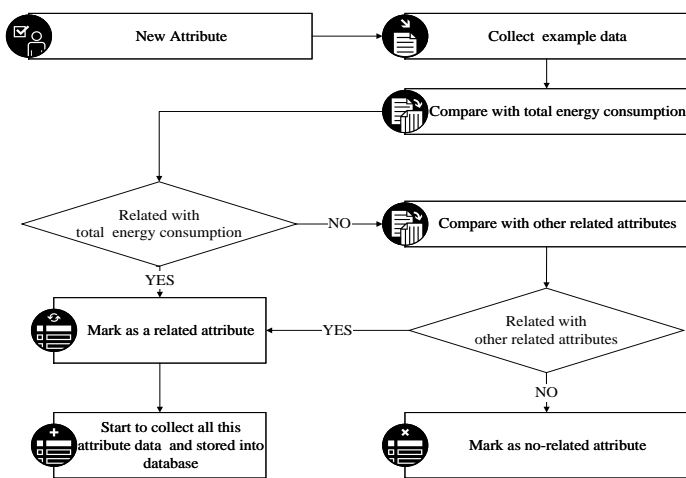 New Attribute
Collect example data
Compare with total energy consumption
Related with
total energy consumption
NO
Compare with other related attributes
YES
Mark as a related attribute
YES
Related with
other related attributes
NO
Start to collect all this
attribute data and stored into
database
Mark as no-related attribute